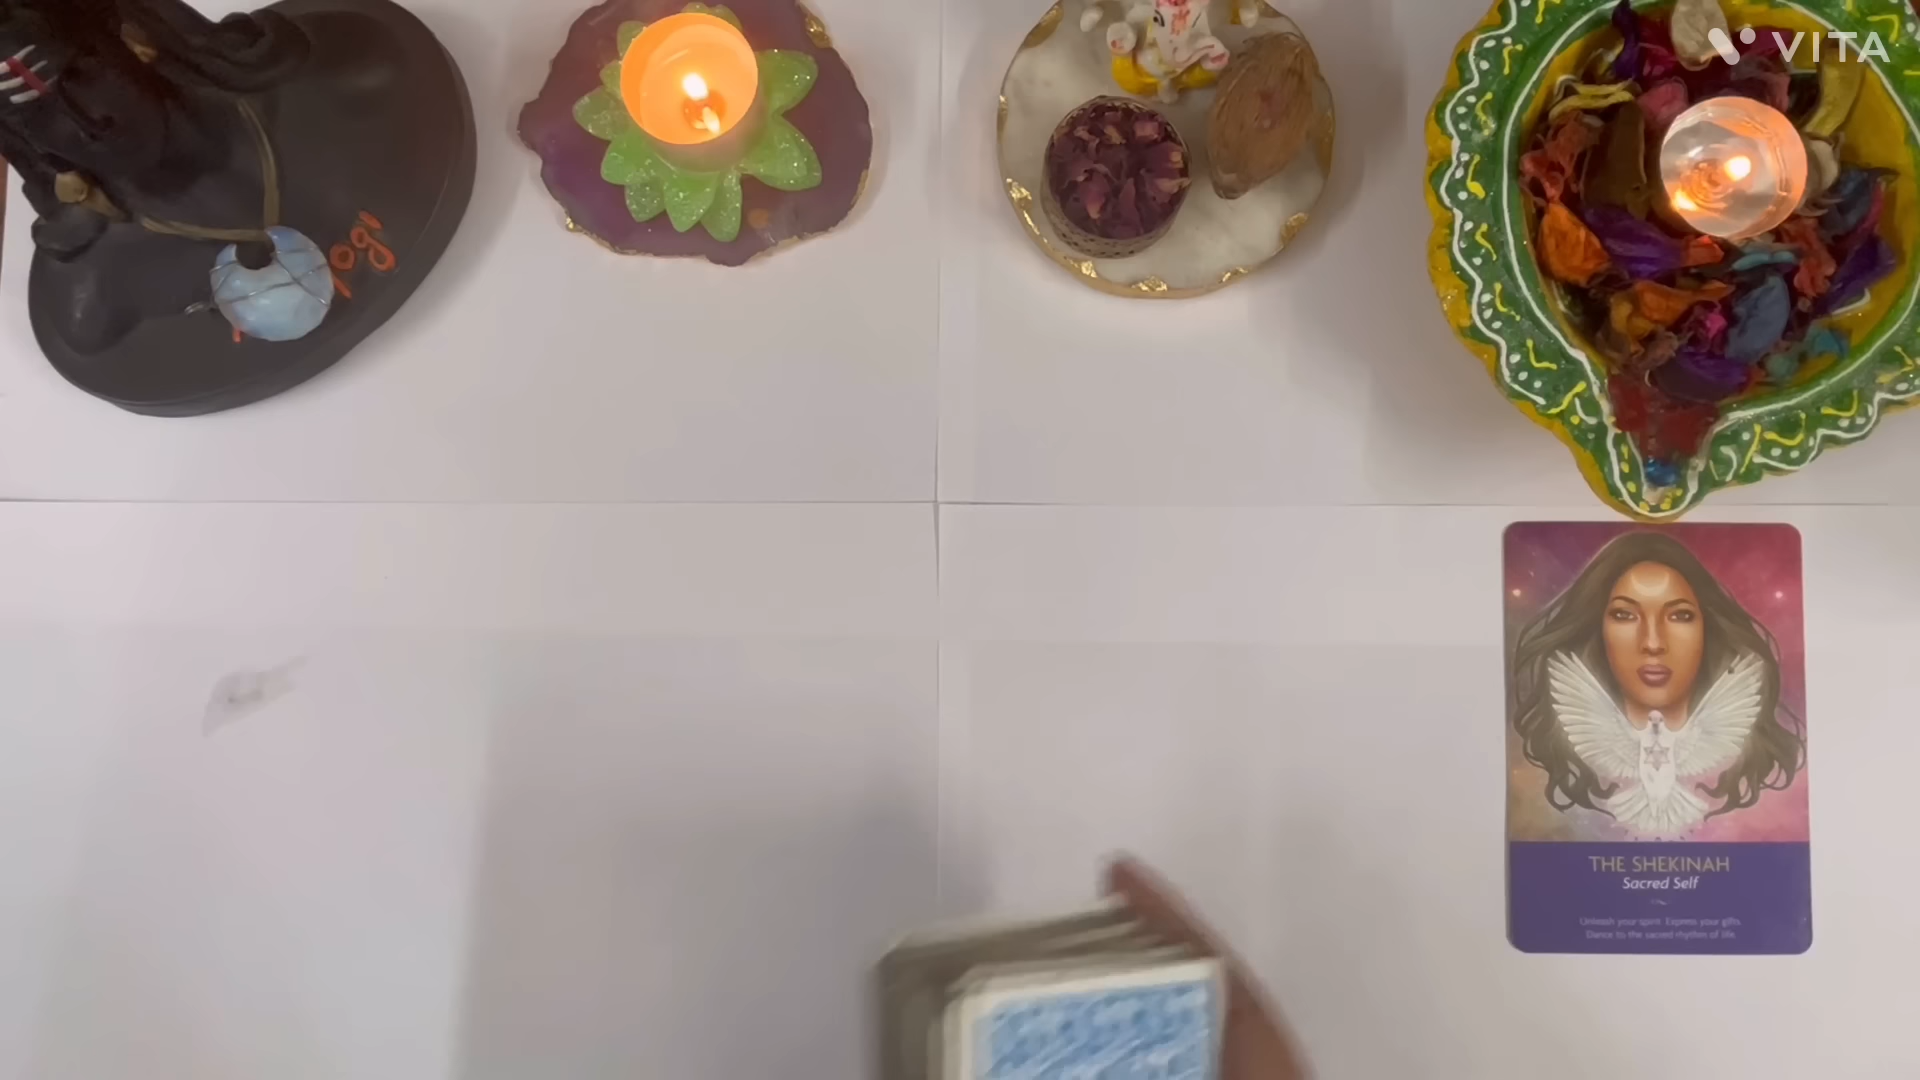 VITA
Yogi
THE SHEKINAH
Sacred Self
Unleash your spirit. Express your gifts.
Dance to the sacred rhythm of life.